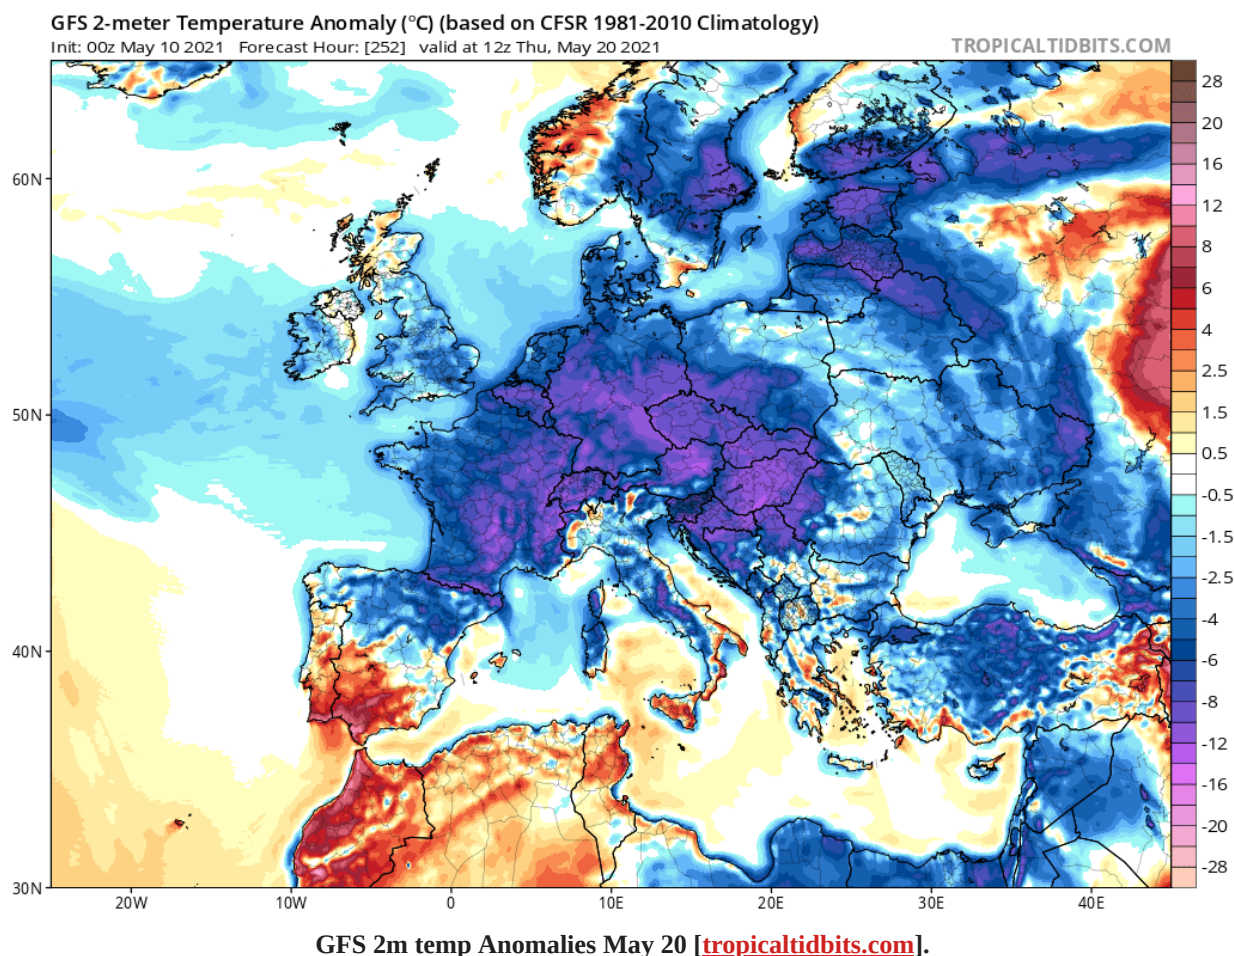 GFS 2-meter Temperature Anomaly (°C) (based on CFSR 1981-2010 Climatology)
Init: 00z May 10 2021 Forecast Hour: [252] valid at 12z Thu, May 20 2021
TROPICALTIDBITS.COM
60N
50N
40N
30N
20W
10W
0
10E
20E
30E
40E
28
20
16
12
8
6
4
2.5
1.5
0.5
-0.5
-1.5
-2.5
-4
-6
-8
-12
-16
-20
-28
GFS 2m temp Anomalies May 20 [tropicaltidbits.com].